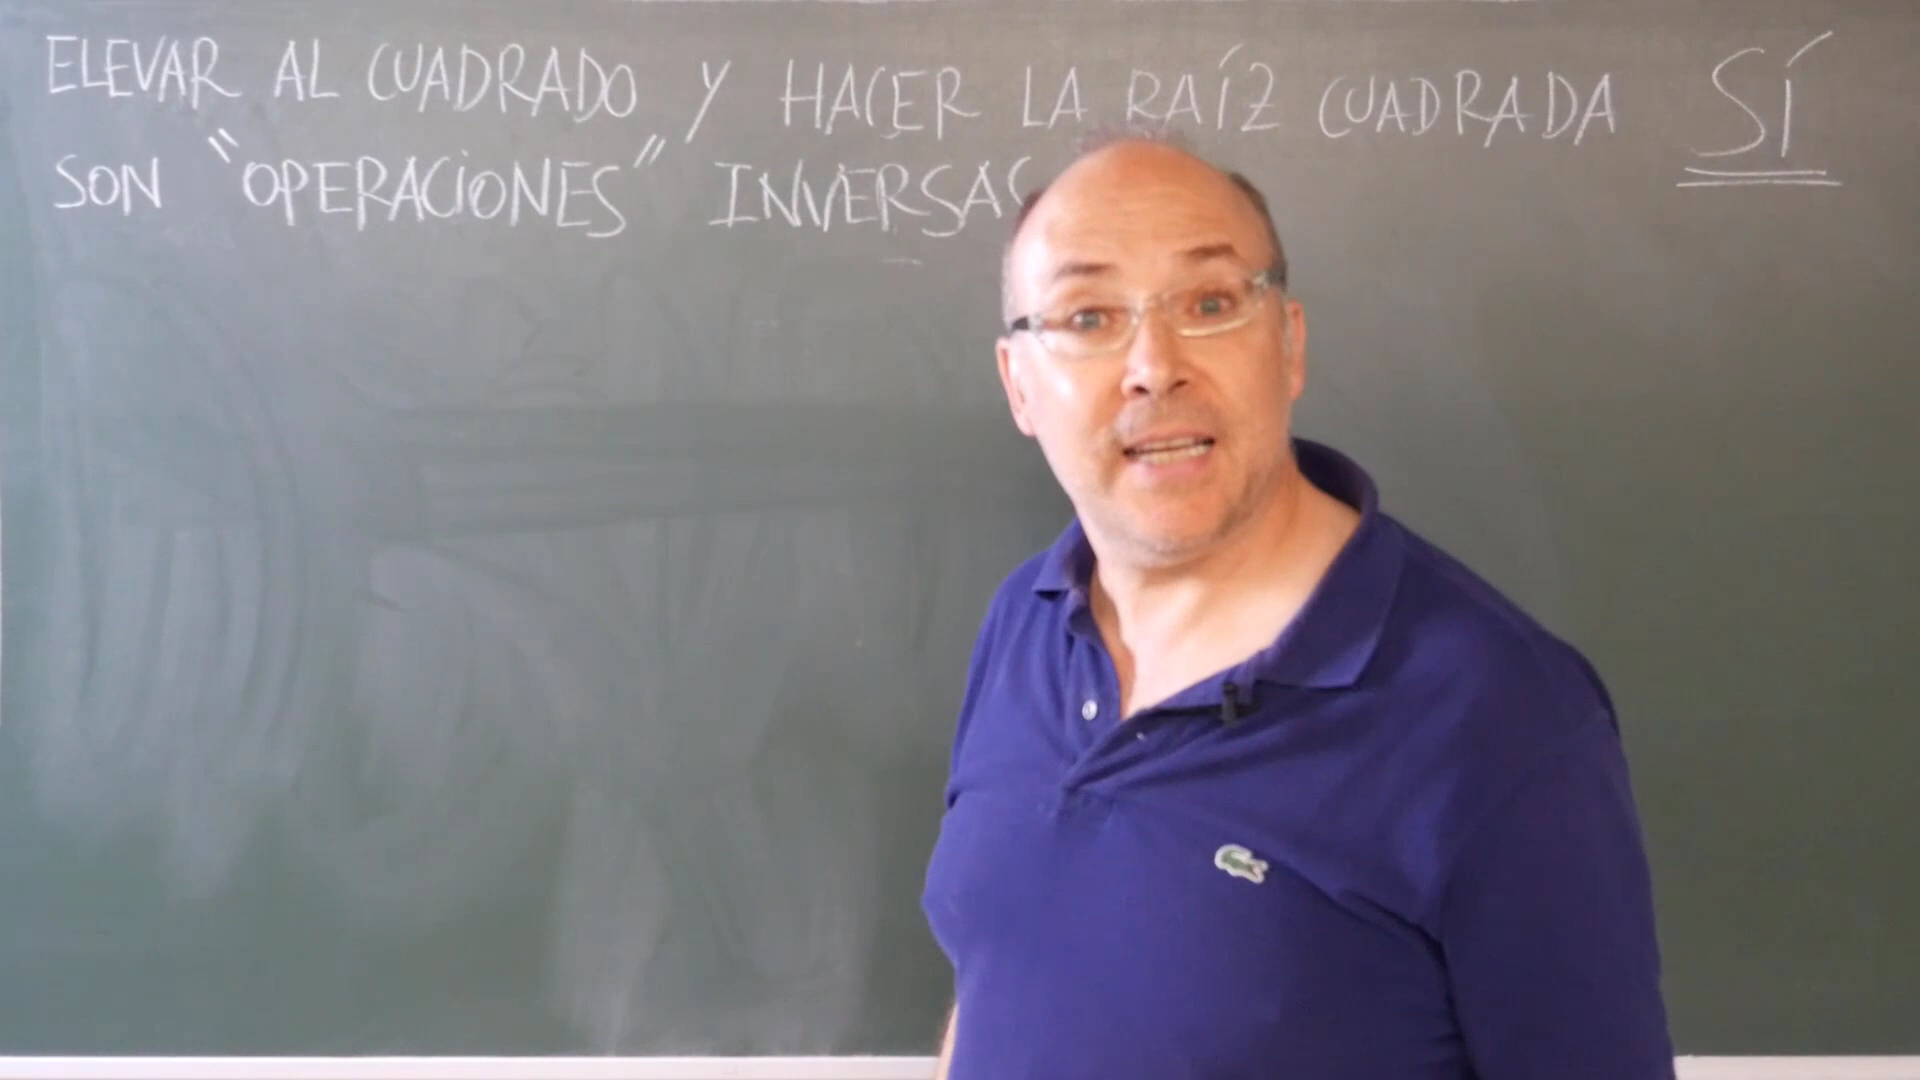 ELEVAR AL CUADRADO Y HACER LA RAÍZ CUADRADA SÍ
SON "OPERACIONES" INVERSAS